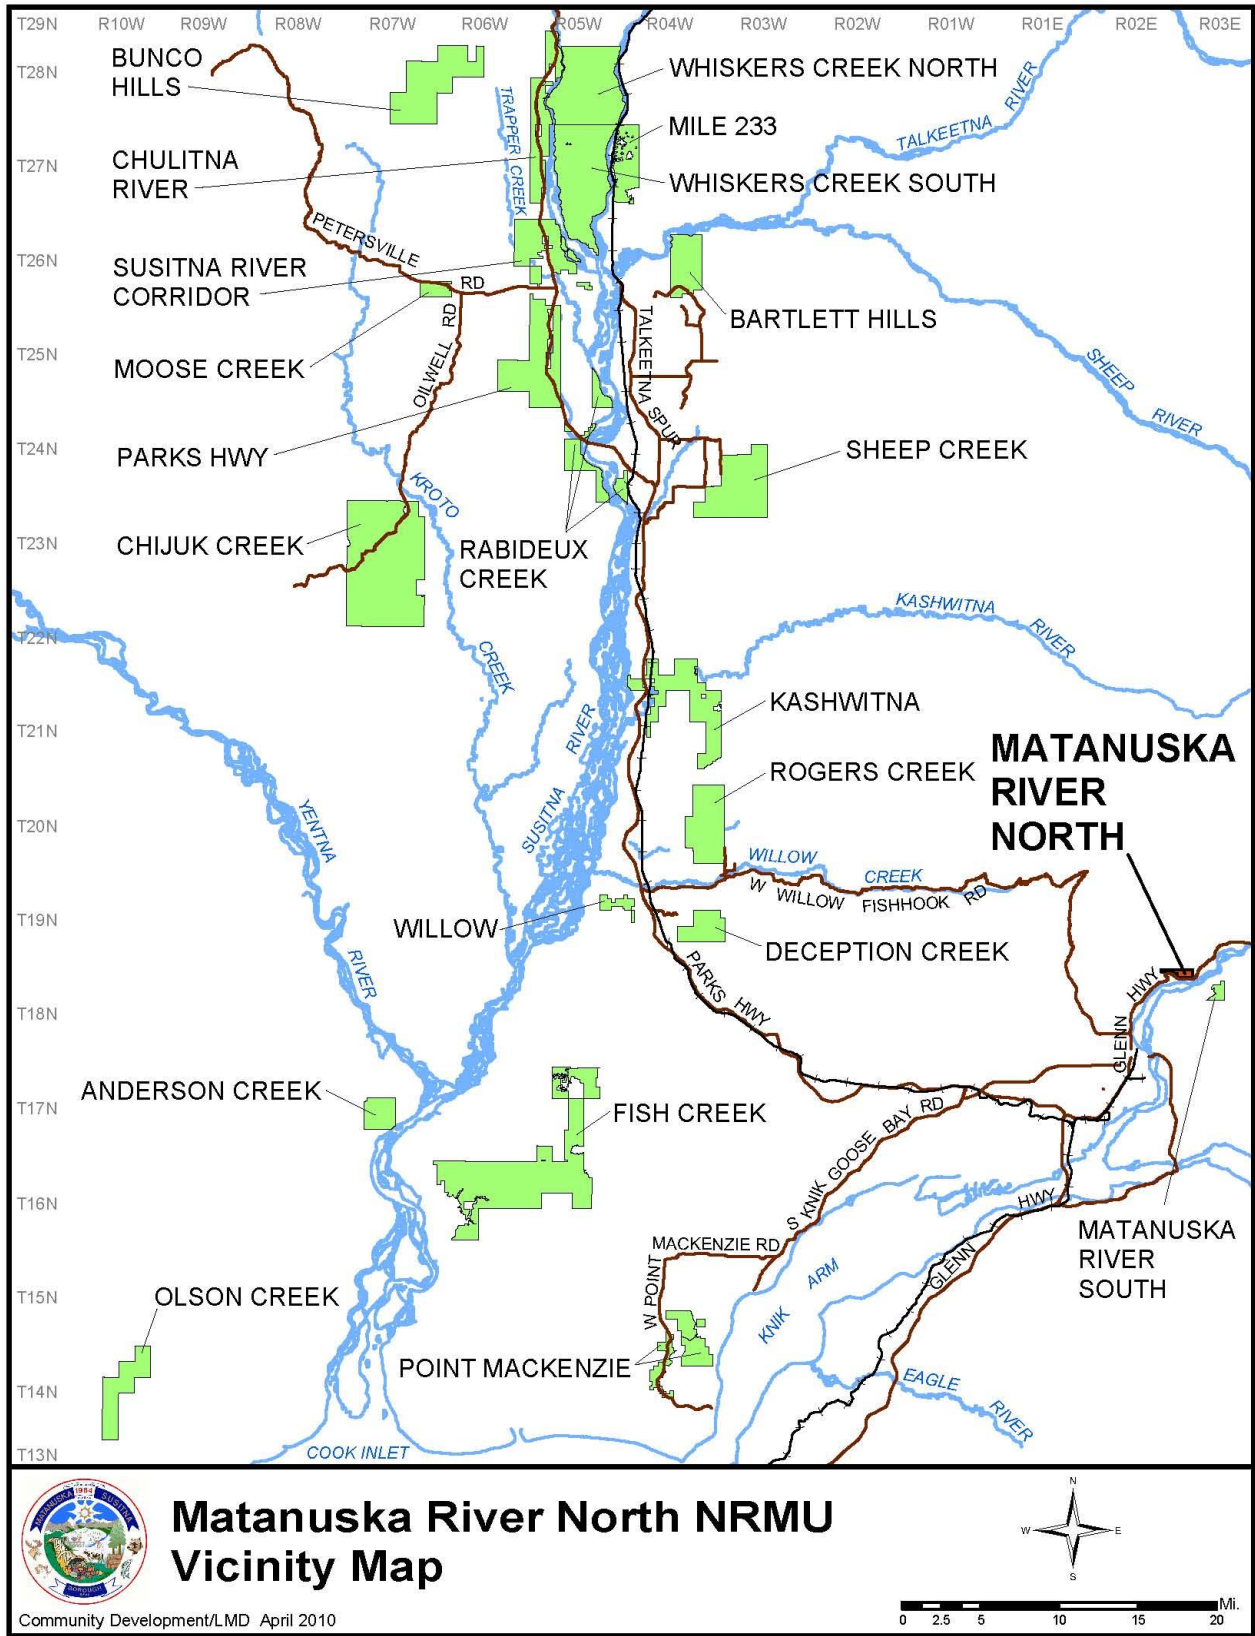 T29N R10W R09W R08W R07W R06W R05W R04W R03W R02W R01W R01E R02E R03E
T28N
T27N
T26N
T25N
T24N
T23N
T22N
T21N
T20N
T19N
T18N
T17N
T16N
T15N
T14N
T13N
BUNCO
HILLS
WHISKERS CREEK NORTH
MILE 233
CHULITNA
RIVER
WHISKERS CREEK SOUTH
TRAPPER CREEK
TALKEETNA
RIVER
PETERSVILLE
RD
SUSITNA RIVER
CORRIDOR
BARTLETT HILLS
MOOSE CREEK
OILWELL RD
TALKEETNA SPUR
SHEEP
RIVER
PARKS HWY
SHEEP CREEK
KROTO
CREEK
CHIJUK CREEK
RABIDEUX
CREEK
KASHWITNA
RIVER
KASHWITNA
SUSITNA
RIVER
ROGERS CREEK
MATANUSKA
RIVER
NORTH
YENTNA
RIVER
WILLOW
CREEK
W WILLOW FISHHOOK RD
WILLOW
DECEPTION CREEK
PARKS HWY
GLENN HWY
ANDERSON CREEK
FISH CREEK
S KNIK GOOSE BAY RD
GLENN HWY
MATANUSKA
RIVER
SOUTH
W POINT
MACKENZIE RD
KNIK ARM
OLSON CREEK
POINT MACKENZIE
EAGLE
RIVER
COOK INLET
MATANUSKA SUSITNA
1964
BOROUGH
Matanuska River North NRMU
Vicinity Map
Community Development/LMD April 2010
N
W E
S
Mi.
0 2.5 5 10 15 20